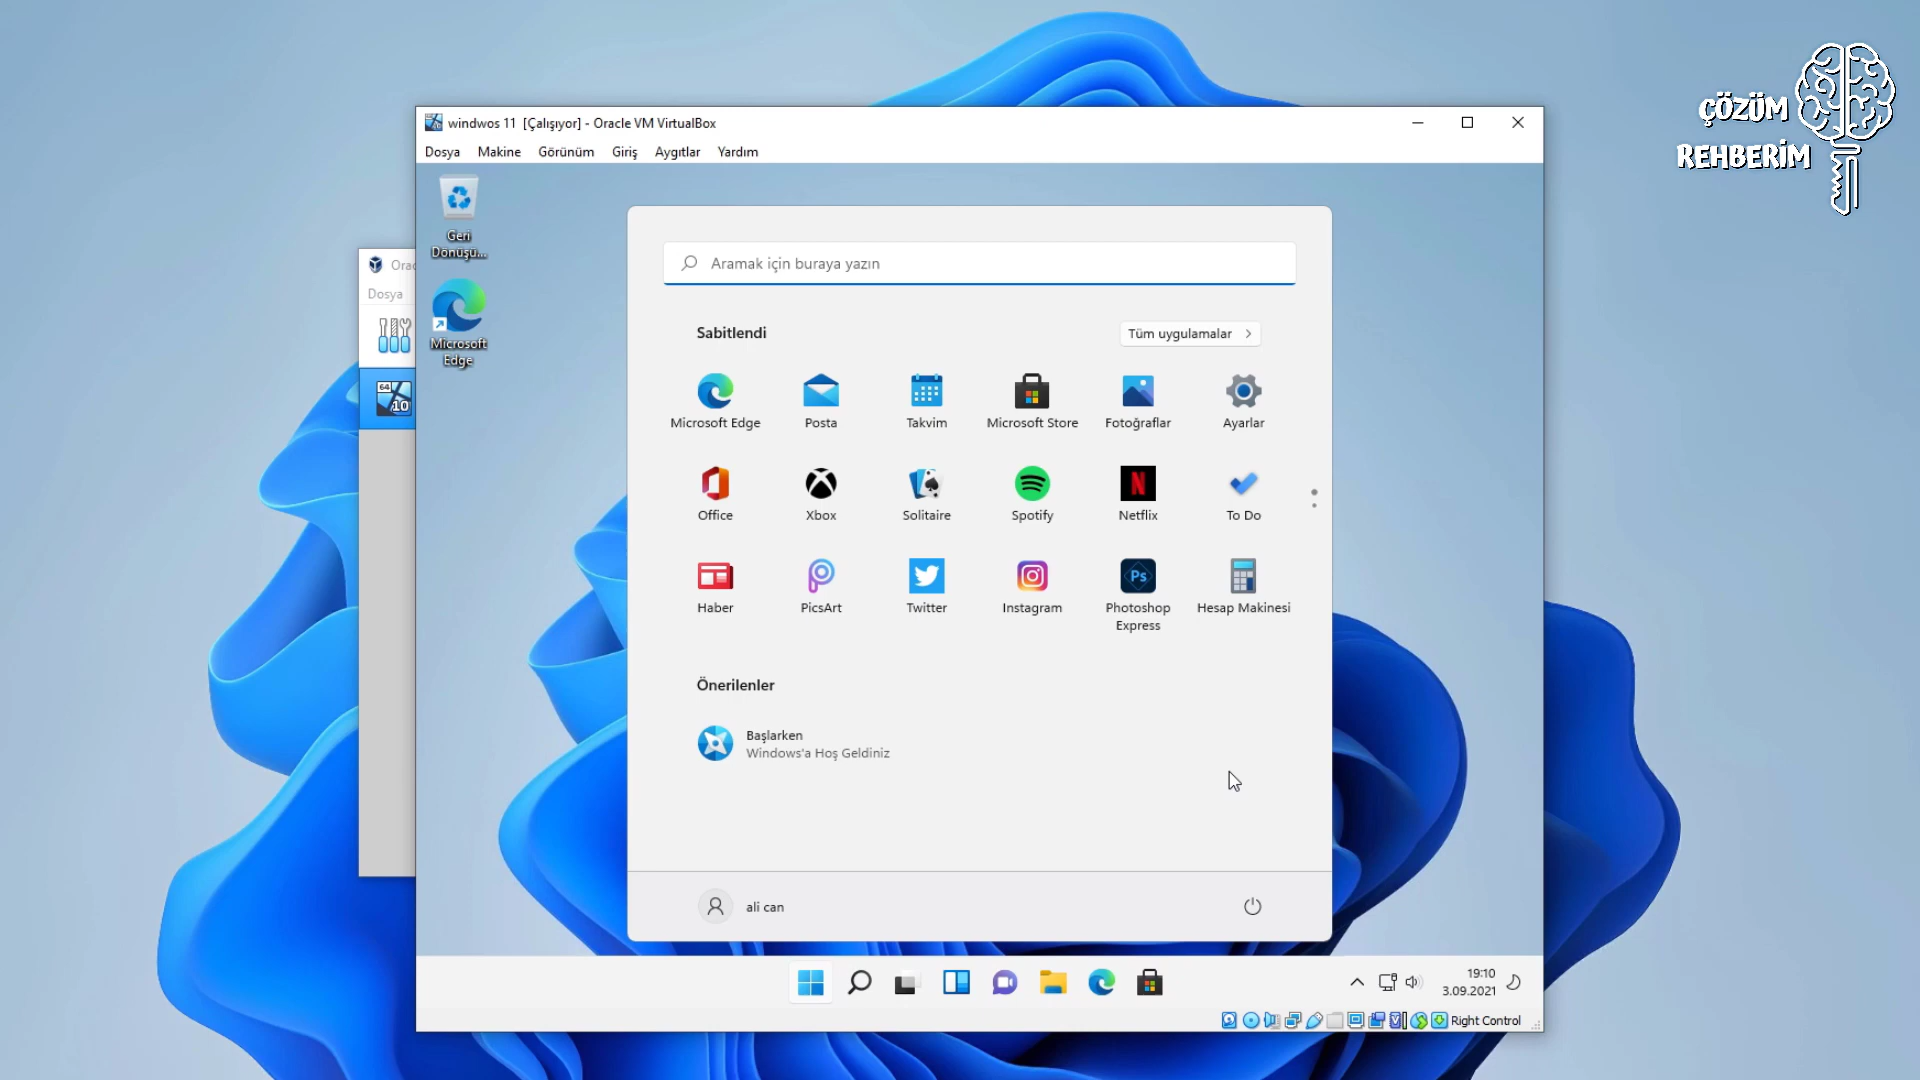 ÇÖZÜM
REHBERİM
windwos 11 [Çalışıyor] - Oracle VM VirtualBox
Dosya Makine Görünüm Giriş Aygıtlar Yardım
Geri
Dönüşü...
Microsoft
Edge
Orac
Dosya
64
10
Aramak için buraya yazın
Sabitlendi
Tüm uygulamalar
Microsoft Edge Posta Takvim Microsoft Store Fotoğraflar Ayarlar
Office Xbox Solitaire Spotify Netflix To Do
Ps
Haber PicsArt Twitter Instagram Photoshop Express Hesap Makinesi
Önerilenler
Başlarken
Windows'a Hoş Geldiniz
ali can
19:10
3.09.2021
Right Control